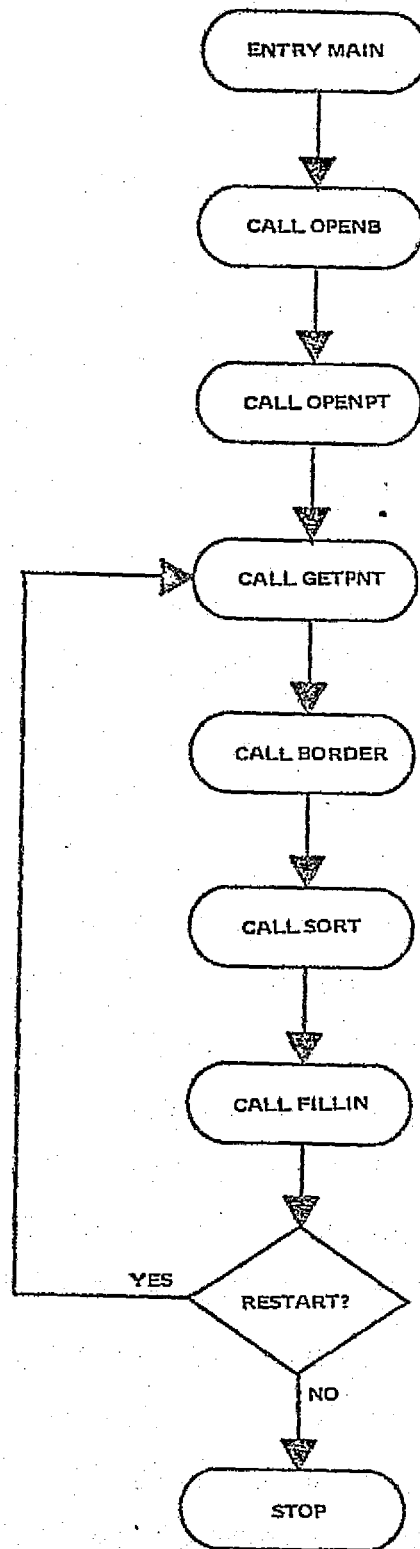 ENTRY MAIN
CALL OPENB
CALL OPENPT
CALL GETPNT
CALL BORDER
CALL SORT
CALL FILLIN
YES
RESTART?
NO
STOP